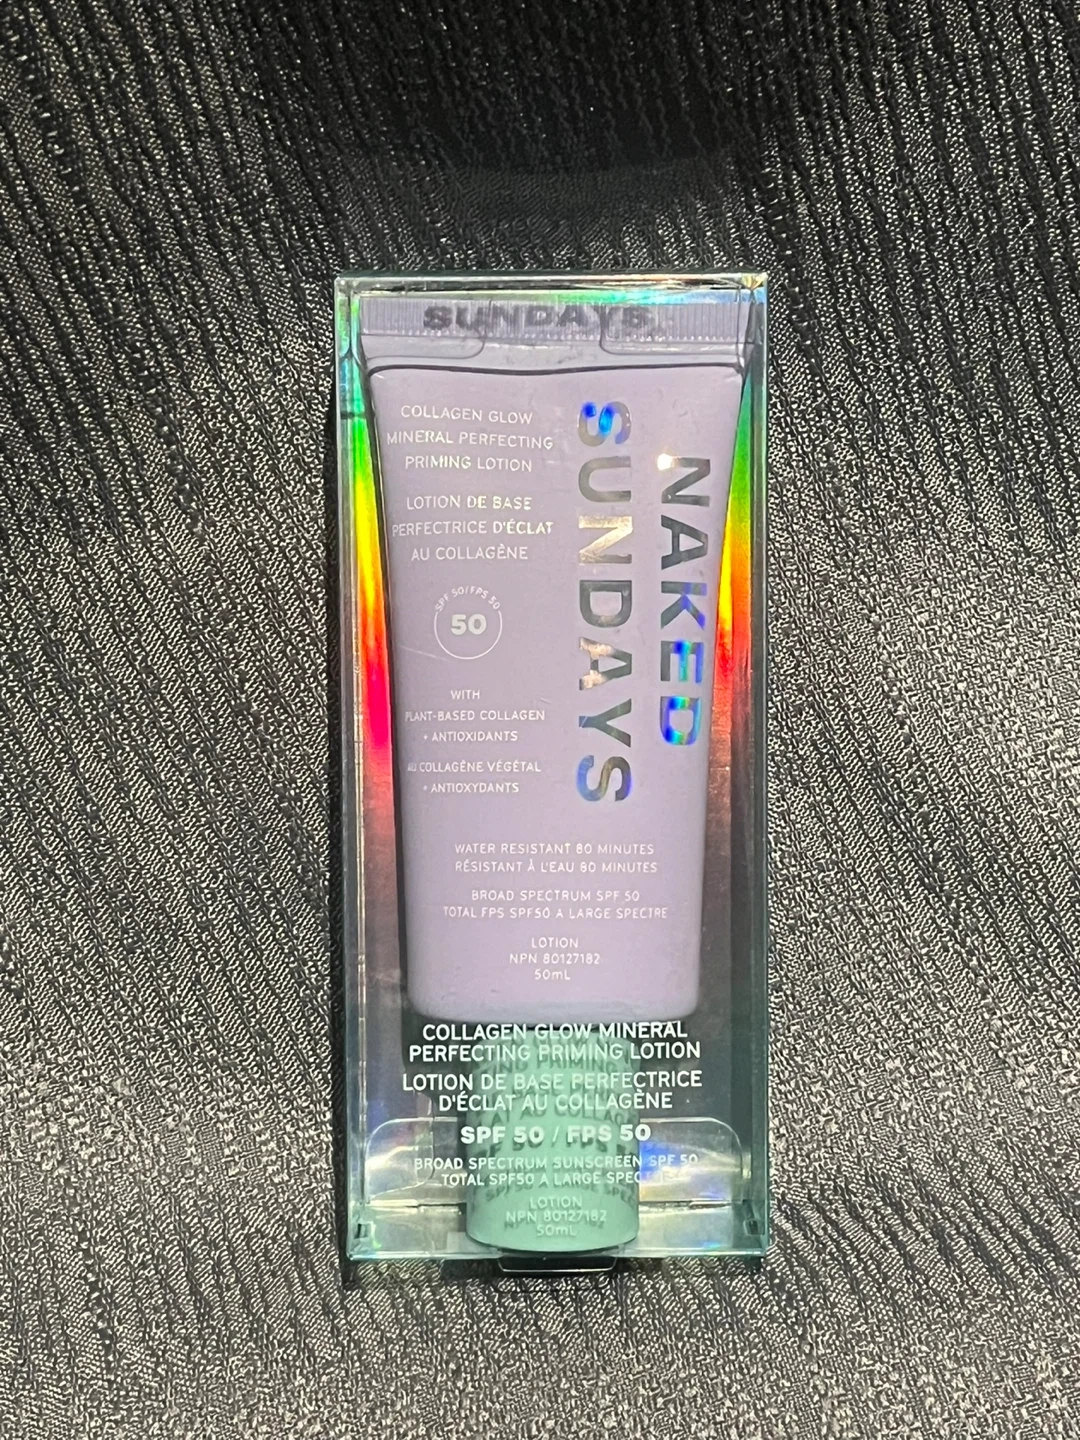 SUNDAYS
COLLAGEN GLOW
MINERAL PERFECTING
PRIMING LOTION
LOTION DE BASE
PERFECTRICE D'ÉCLAT
AU COLLAGÈNE
SPF 50/FPS 50
50
WITH
PLANT-BASED COLLAGEN
+ ANTIOXIDANTS
AU COLLAGÈNE VÉGÉTAL
+ ANTIOXYDANTS
NAKED
SUNDAYS
WATER RESISTANT 80 MINUTES
RÉSISTANT À L'EAU 80 MINUTES
BROAD SPECTRUM SPF 50
TOTAL FPS SPF50 A LARGE SPECTRE
LOTION
NPN 80127182
50mL
COLLAGEN GLOW MINERAL
PERFECTING PRIMING LOTION
LOTION DE BASE PERFECTRICE
D'ÉCLAT AU COLLAGÈNE
SPF 50 / FPS 50
BROAD SPECTRUM SUNSCREEN SPF 50
TOTAL SPF50 A LARGE
LOTION
NPN 80127182
50mL